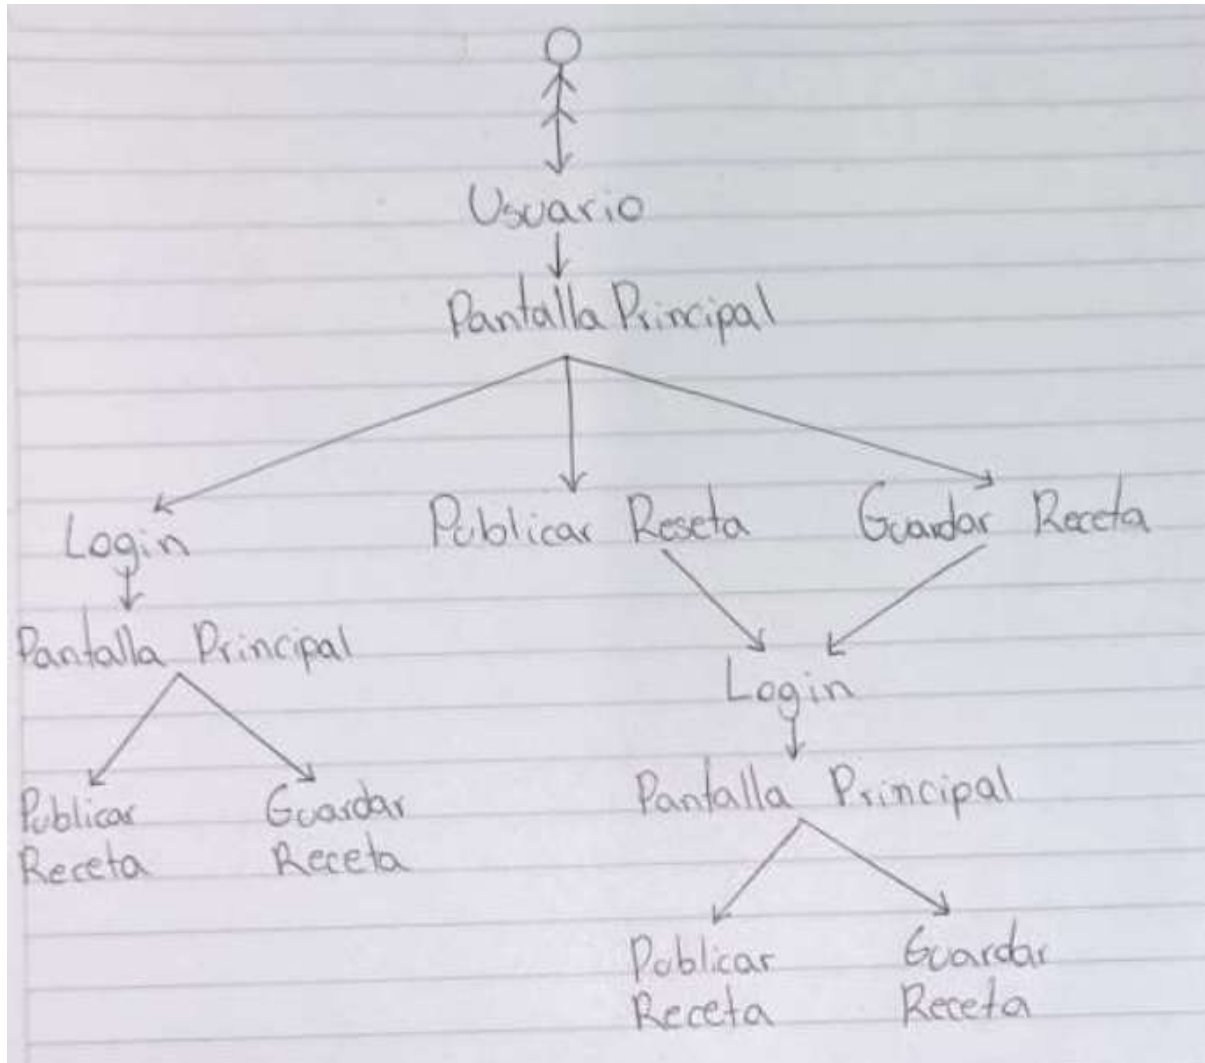 Usuario
Pantalla Principal
Login
Publicar Reseta
Guardar Receta
Pantalla Principal
Login
Publicar
Receta
Guardar
Receta
Pantalla Principal
Publicar
Receta
Guardar
Receta